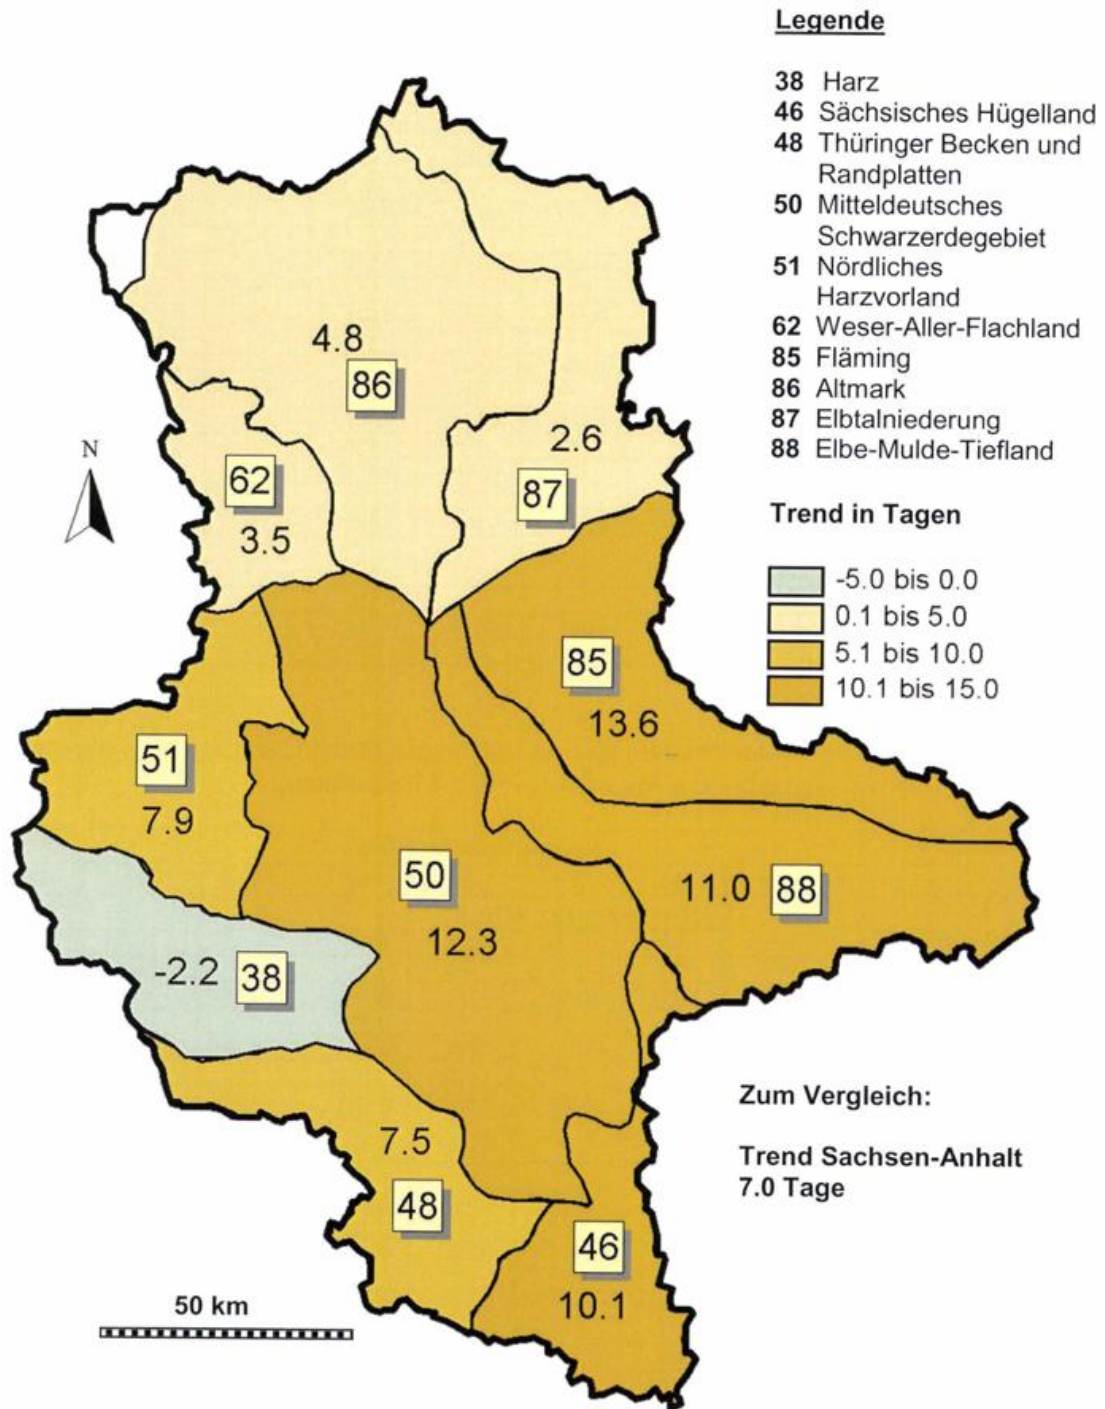 Legende
38 Harz
46 Sächsisches Hügelland
48 Thüringer Becken und
Randplatten
50 Mitteldeutsches
Schwarzerdegebiet
51 Nördliches
Harzvorland
62 Weser-Aller-Flachland
85 Fläming
86 Altmark
87 Elbtalniederung
88 Elbe-Mulde-Tiefland
Trend in Tagen
-5.0 bis 0.0
0.1 bis 5.0
5.1 bis 10.0
10.1 bis 15.0
N
4.8
86
2.6
87
62
3.5
85
13.6
51
7.9
50
12.3
11.0 88
-2.2 38
7.5
48
46
10.1
Zum Vergleich:
Trend Sachsen-Anhalt
7.0 Tage
50 km